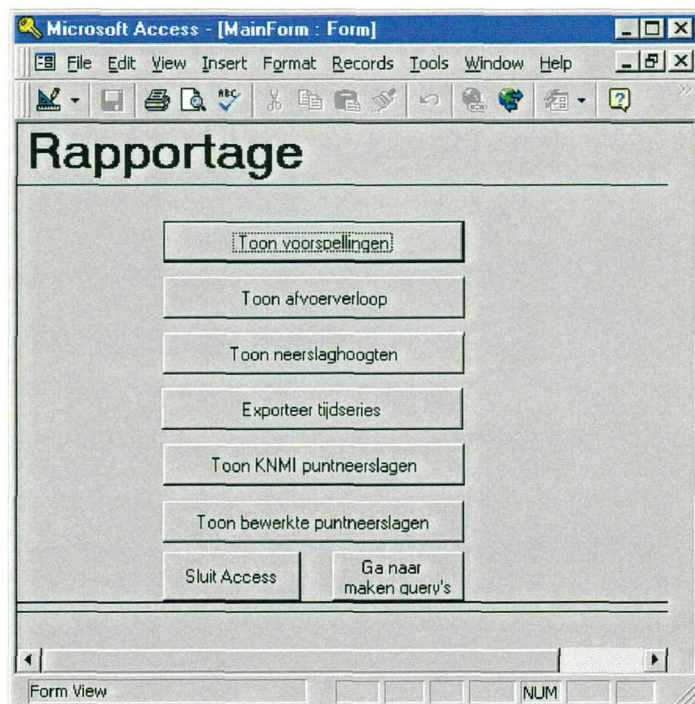 Microsoft Access - [MainForm : Form]
File Edit View Insert Format Records Tools Window Help
ABC
Rapportage
Toon voorspellingen
Toon afvoerverloop
Toon neerslaghoogten
Exporteer tijdseries
Toon KNMI puntneerslagen
Toon bewerkte puntneerslagen
Sluit Access
Ga naar
maken query's
Form View NUM